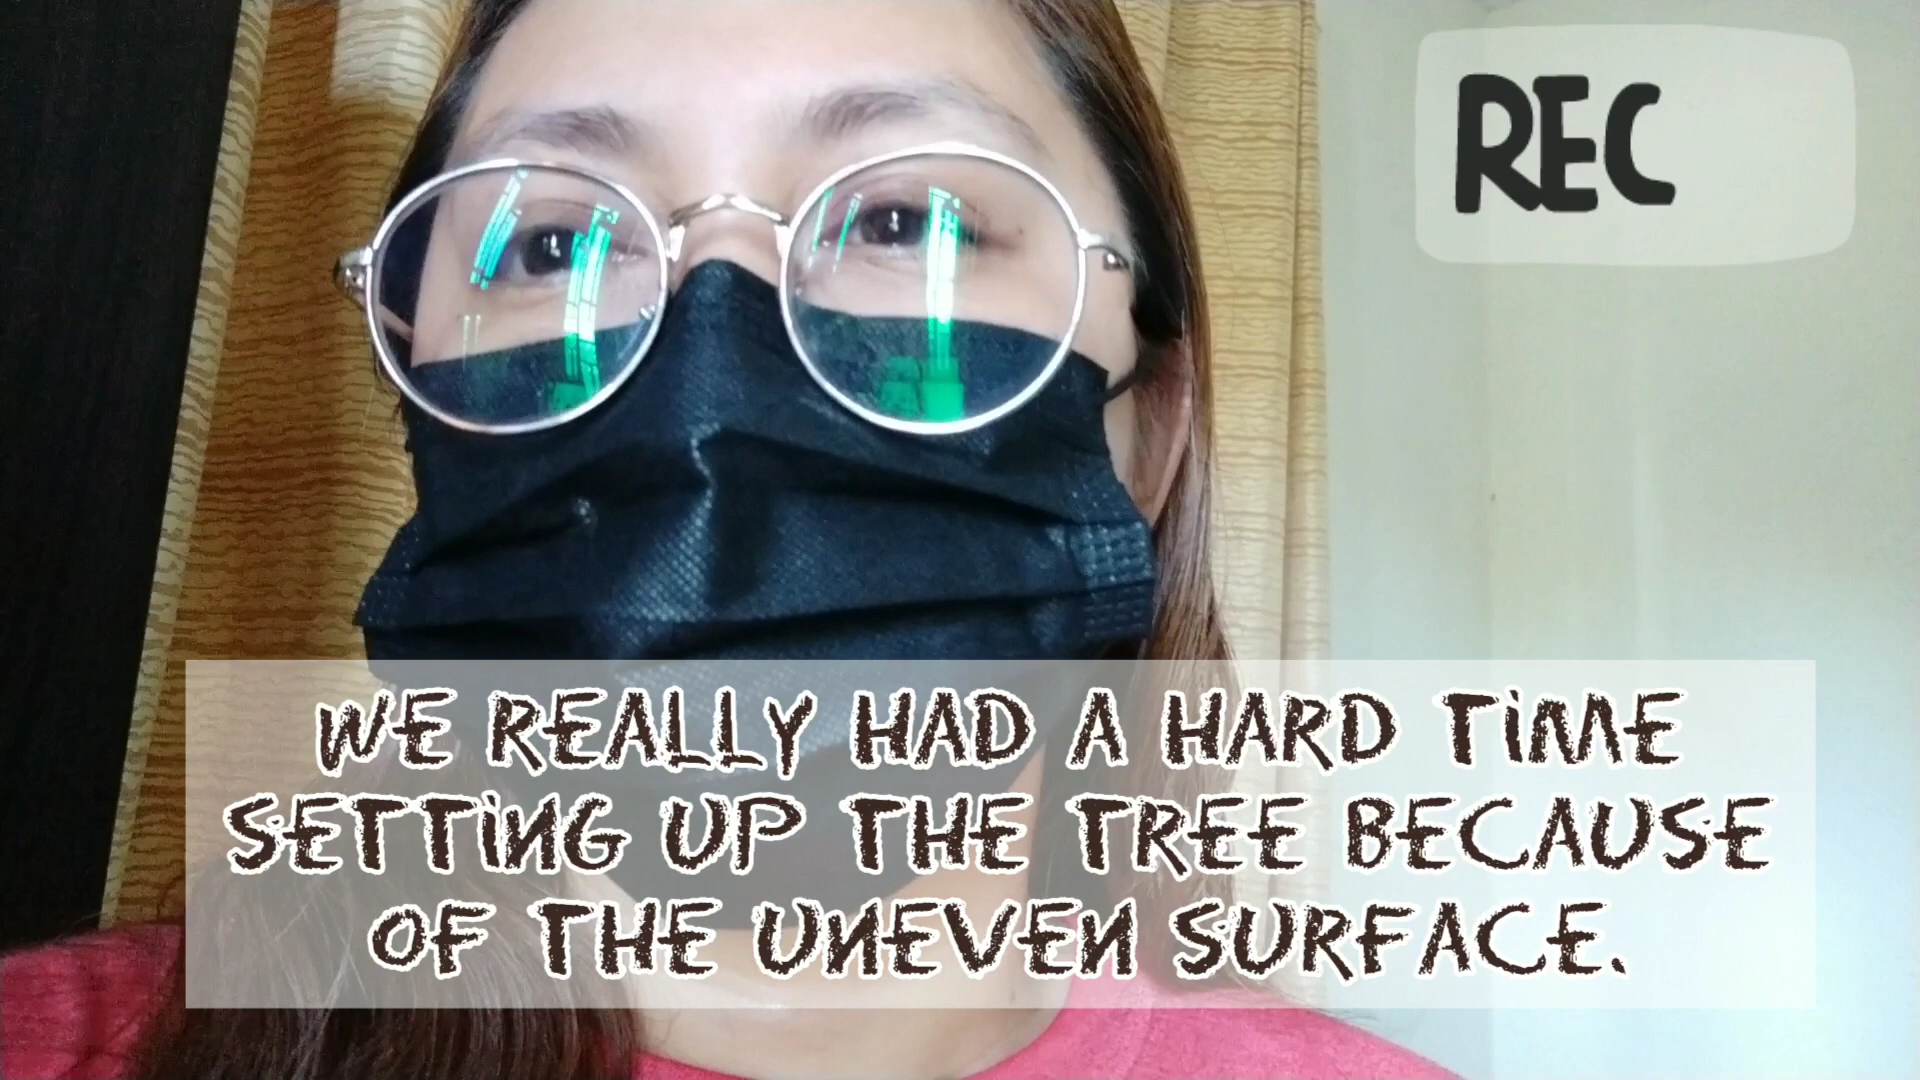 REC
WE REALLY HAD A HARD TiME
SETTiNG UP THE TREE BECAUSE
OF THE UNEVEN SURFACE.